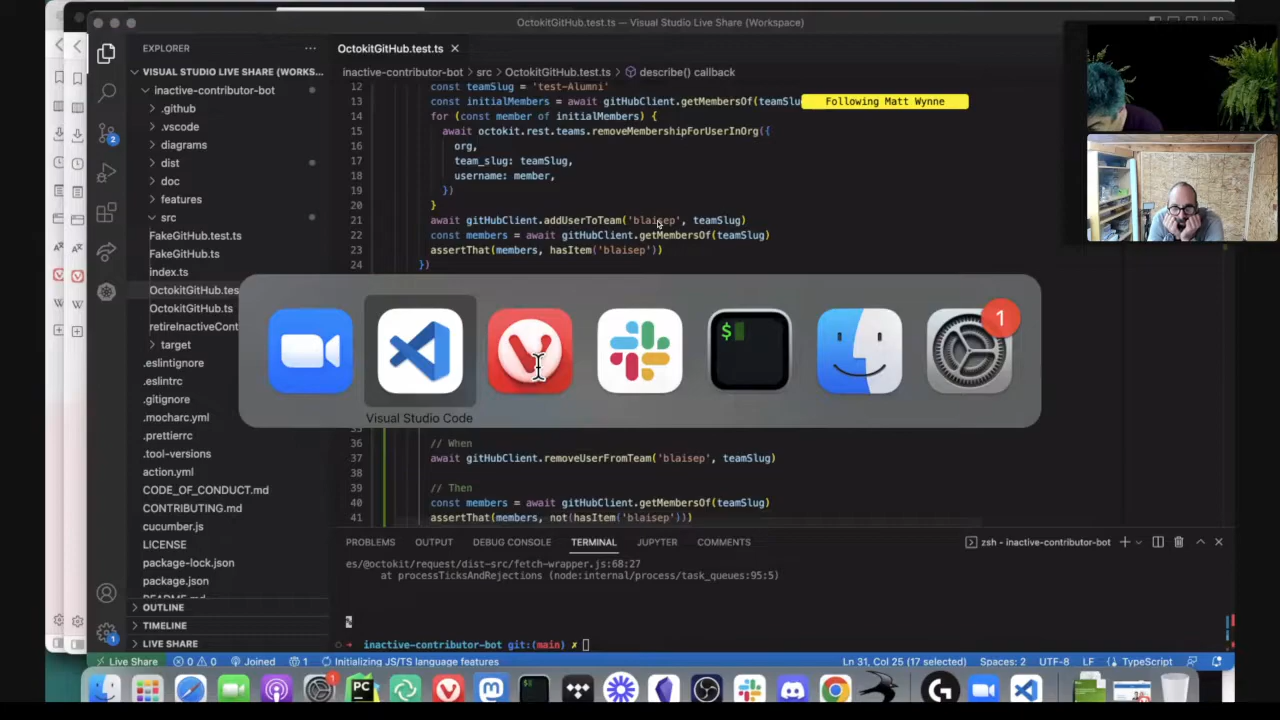 OctokitGitHub.test.ts — Visual Studio Live Share (Workspace)
EXPLORER
OctokitGitHub.test.ts
VISUAL STUDIO LIVE SHARE (WORKS...
inactive-contributor-bot > src > OctokitGitHub.test.ts > describe() callback
inactive-contributor-bot
.github
.vscode
diagrams
dist
doc
features
src
FakeGitHub.test.ts
FakeGitHub.ts
index.ts
OctokitGitHub.tes
OctokitGitHub.ts
retireInactiveCont
target
.eslintignore
.eslintrc
.gitignore
.mocharc.yml
.prettierrc
.tool-versions
action.yml
CODE_OF_CONDUCT.md
CONTRIBUTING.md
cucumber.js
LICENSE
package-lock.json
package.json
OUTLINE
TIMELINE
LIVE SHARE
12 const teamSlug = 'test-Alumni'
13 const initialMembers = await gitHubClient.getMembersOf(teamSlu
Following Matt Wynne
14 for (const member of initialMembers) {
15 await octokit.rest.teams.removeMembershipForUserInOrg({
16 org,
17 team_slug: teamSlug,
18 username: member,
19 })
20 }
21 await gitHubClient.addUserToTeam('blaisep', teamSlug)
22 const members = await gitHubClient.getMembersOf(teamSlug)
23 assertThat(members, hasItem('blaisep'))
24 })
1
$
Visual Studio Code
36 // When
37 await gitHubClient.removeUserFromTeam('blaisep', teamSlug)
38
39 // Then
40 const members = await gitHubClient.getMembersOf(teamSlug)
41 assertThat(members, not(hasItem('blaisep')))
PROBLEMS OUTPUT DEBUG CONSOLE TERMINAL JUPYTER COMMENTS
zsh - inactive-contributor-bot
es/@octokit/request/dist-src/fetch-wrapper.js:68:27
at processTicksAndRejections (node:internal/process/task_queues:95:5)
%
inactive-contributor-bot git:(main) ✗
Live Share 0 0 Joined 1 Initializing JS/TS language features
Ln 31, Col 25 (17 selected) Spaces: 2 UTF-8 LF TypeScript
2
1
PC